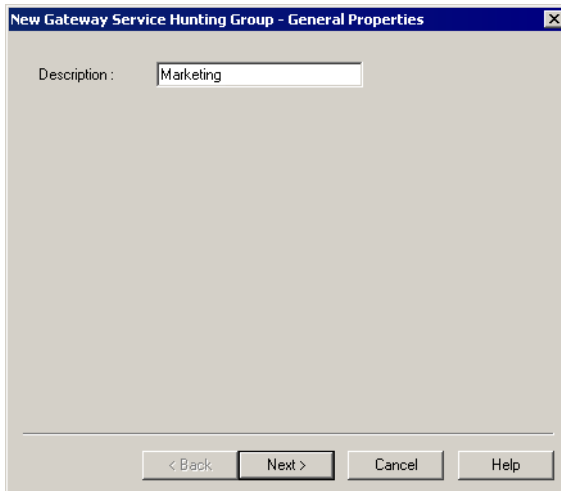 New Gateway Service Hunting Group - General Properties
Description :
Marketing
< Back
Next >
Cancel
Help